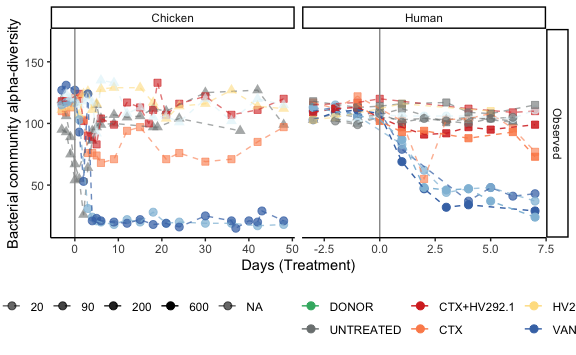 Chicken
Human
Bacterial community alpha-diversity
150
100
50
Observed
0 10 20 30 40 50
-2.5 0.0 2.5 5.0 7.5
Days (Treatment)
20 90 200 600 NA
DONOR CTX+HV292.1 HV2
UNTREATED CTX VAN